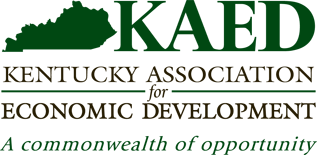 KAED
KENTUCKY ASSOCIATION
for
ECONOMIC DEVELOPMENT
A commonwealth of opportunity